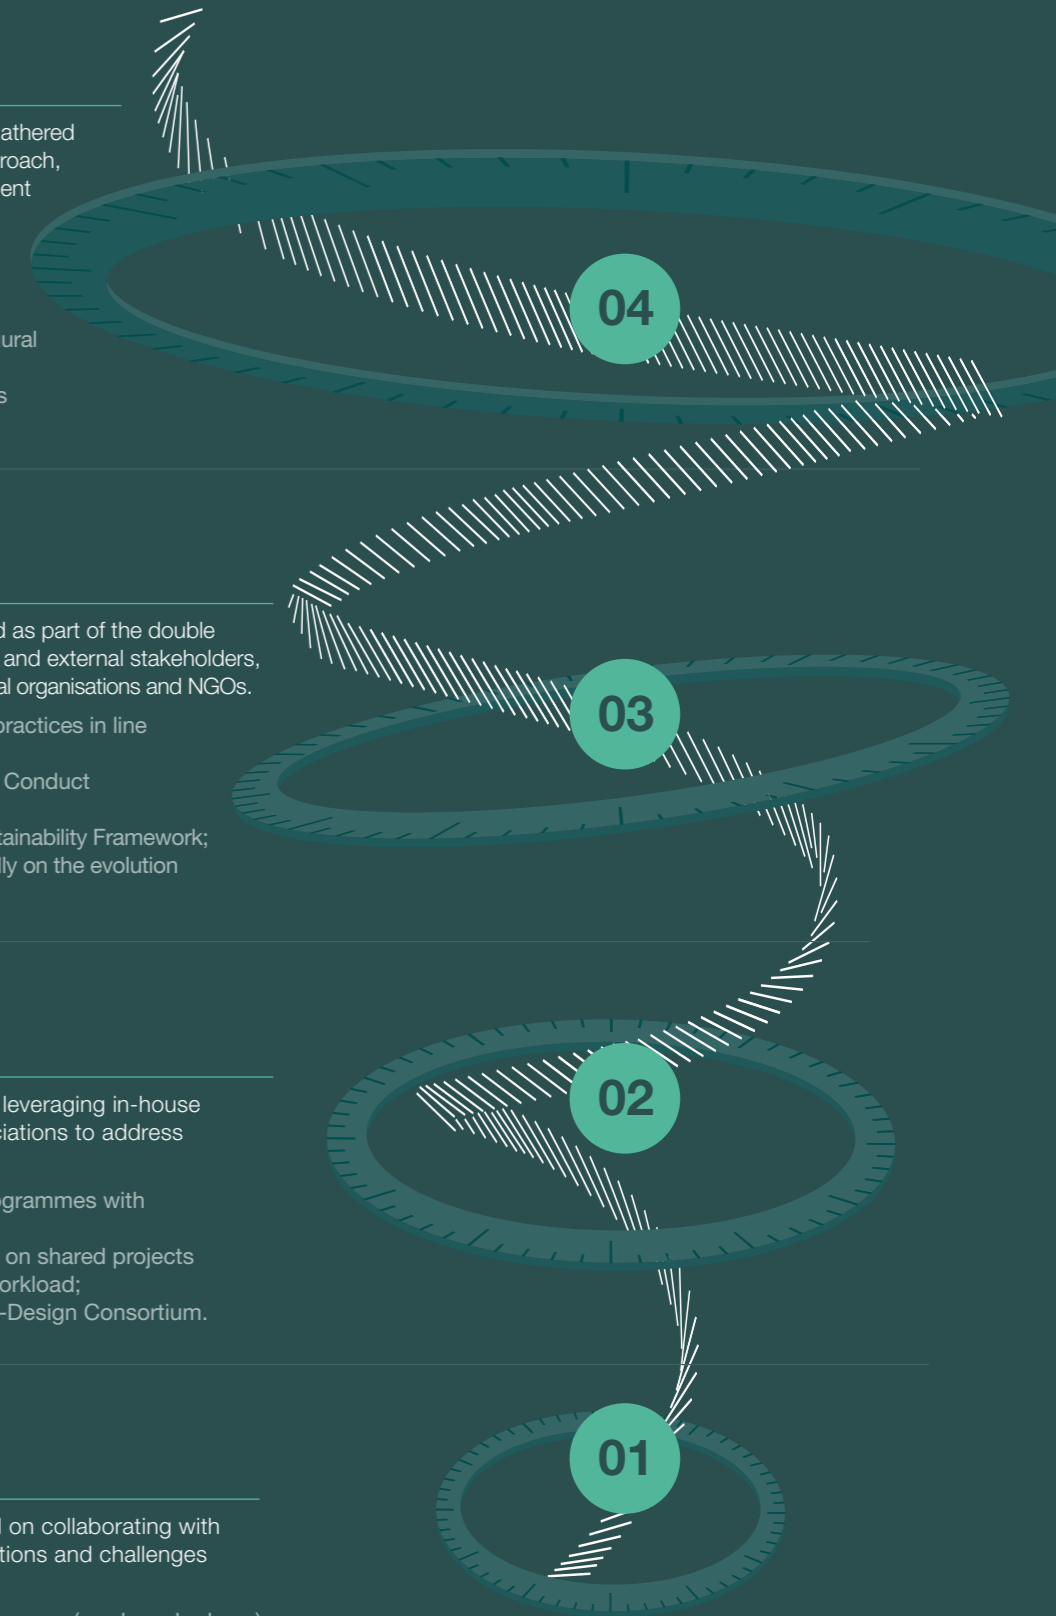 athered
roach,
ent
04
ural
s
d as part of the double
and external stakeholders,
al organisations and NGOs.
practices in line
03
Conduct
tainability Framework;
lly on the evolution
leveraging in-house
02
ciations to address
ogrammes with
on shared projects
orkload;
-Design Consortium.
01
l on collaborating with
tions and challenges